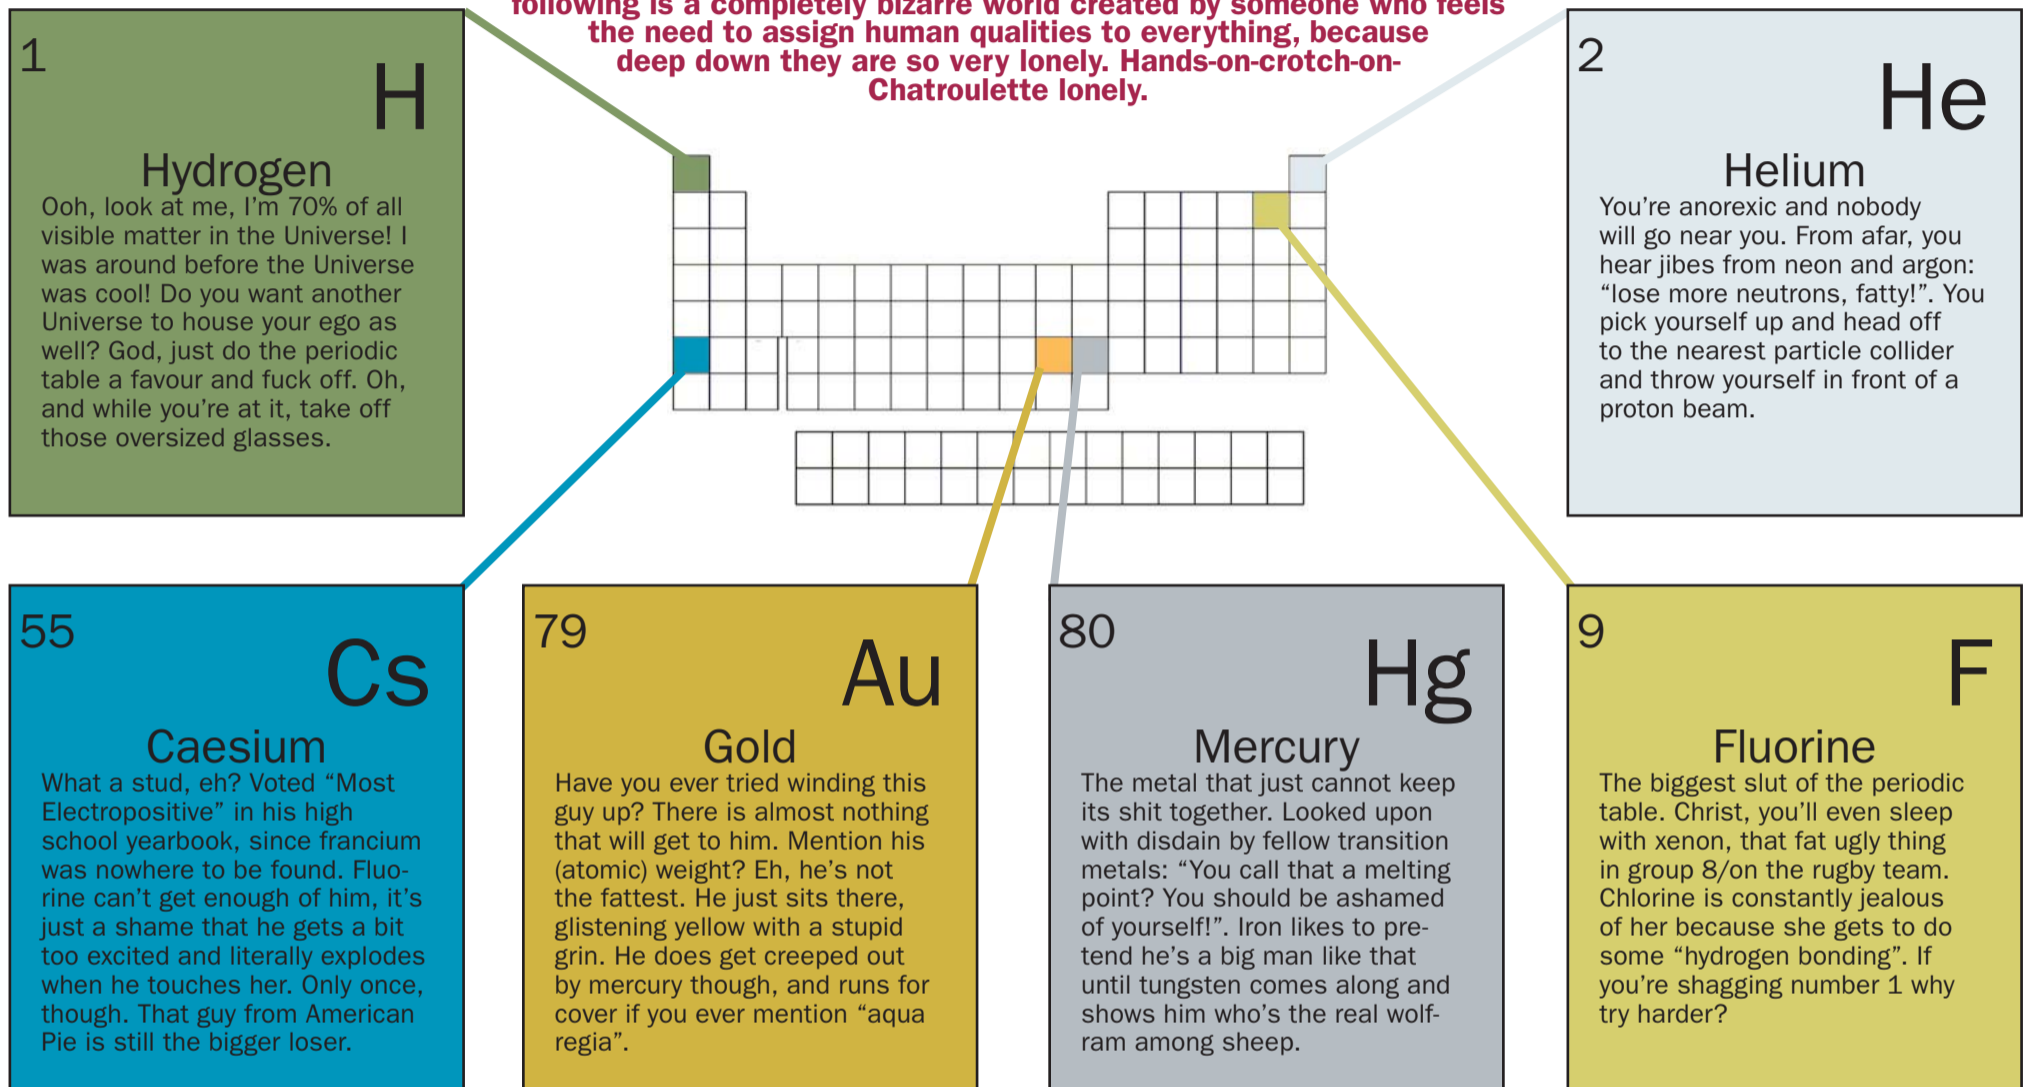 following is a completely bizarre world created by someone who feels
the need to assign human qualities to everything, because
deep down they are so very lonely. Hands-on-crotch-on-
Chatroulette lonely.
1
H
Hydrogen
Ooh, look at me, I'm 70% of all
visible matter in the Universe! I
was around before the Universe
was cool! Do you want another
Universe to house your ego as
well? God, just do the periodic
table a favour and fuck off. Oh,
and while you're at it, take off
those oversized glasses.
2
He
Helium
You're anorexic and nobody
will go near you. From afar, you
hear jibes from neon and argon:
“lose more neutrons, fatty!”. You
pick yourself up and head off
to the nearest particle collider
and throw yourself in front of a
proton beam.
55
Cs
Caesium
What a stud, eh? Voted “Most
Electropositive” in his high
school yearbook, since francium
was nowhere to be found. Fluo-
rine can't get enough of him, it's
just a shame that he gets a bit
too excited and literally explodes
when he touches her. Only once,
though. That guy from American
Pie is still the bigger loser.
79
Au
Gold
Have you ever tried winding this
guy up? There is almost nothing
that will get to him. Mention his
(atomic) weight? Eh, he's not
the fattest. He just sits there,
glistening yellow with a stupid
grin. He does get creeped out
by mercury though, and runs for
cover if you ever mention “aqua
regia”.
80
Hg
Mercury
The metal that just cannot keep
its shit together. Looked upon
with disdain by fellow transition
metals: “You call that a melting
point? You should be ashamed
of yourself!”. Iron likes to pre-
tend he's a big man like that
until tungsten comes along and
shows him who's the real wolf-
ram among sheep.
9
F
Fluorine
The biggest slut of the periodic
table. Christ, you'll even sleep
with xenon, that fat ugly thing
in group 8/on the rugby team.
Chlorine is constantly jealous
of her because she gets to do
some “hydrogen bonding”. If
you're shagging number 1 why
try harder?